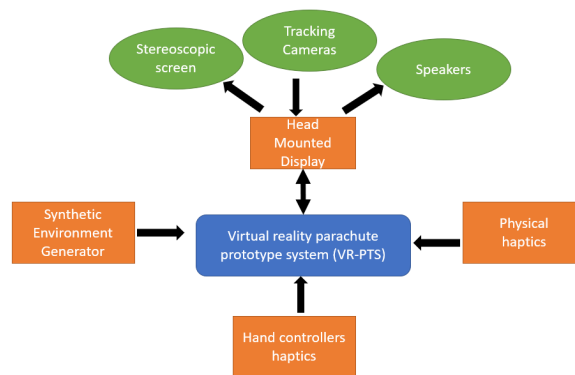 Stereoscopic
screen
Tracking
Cameras
Speakers
Head
Mounted
Display
Synthetic
Environment
Generator
Virtual reality parachute
prototype system (VR-PTS)
Physical
haptics
Hand controllers
haptics